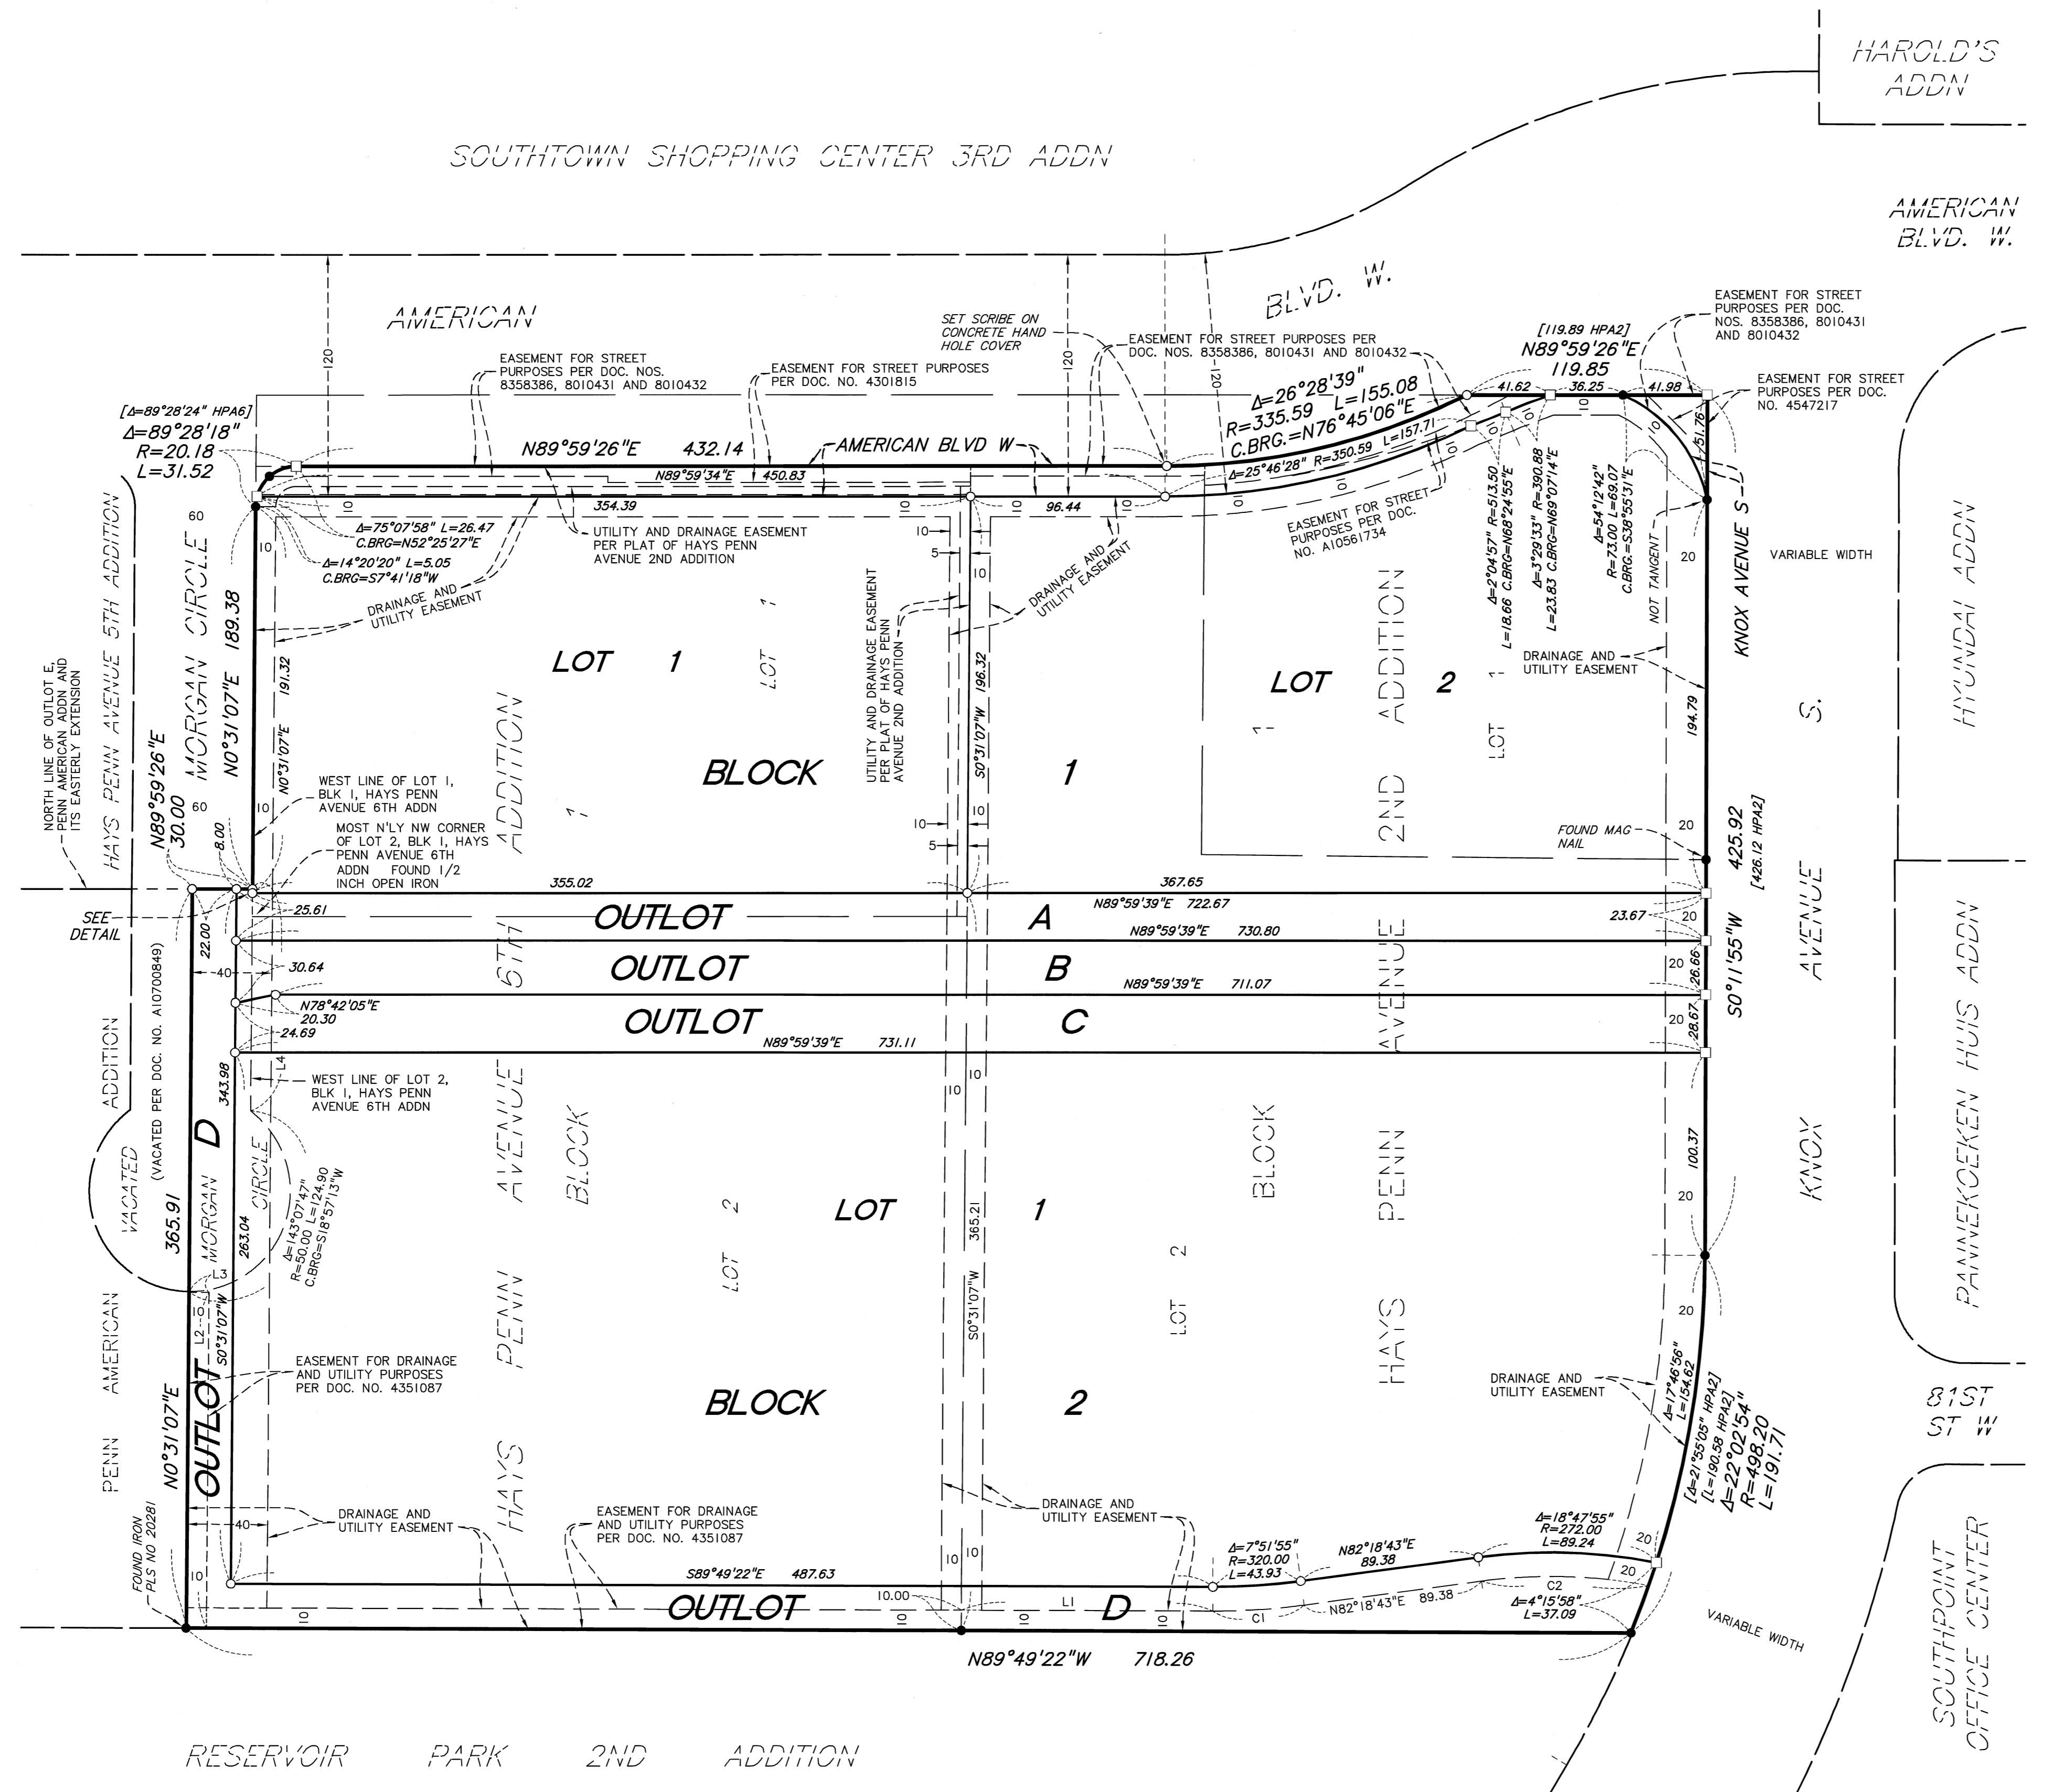 HAROLD'S
ADDN
SOUTHTOWN SHOPPING CENTER 3RD ADDN
AMERICAN
BLVD. W.
AMERICAN
BLVD. W.
120
120
120
SET SCRIBE ON
CONCRETE HAND
HOLE COVER
EASEMENT FOR STREET
PURPOSES PER DOC. NOS.
8358386, 8010431 AND 8010432
EASEMENT FOR STREET PURPOSES
PER DOC. NO. 4301815
EASEMENT FOR STREET PURPOSES PER
DOC. NOS. 8358386, 8010431 AND 8010432
EASEMENT FOR STREET
PURPOSES PER DOC.
NOS. 8358386, 8010431
AND 8010432
EASEMENT FOR STREET
PURPOSES PER DOC.
NO. 4547217
[119.89 HPA2]
N89°59'26"E
119.85
41.62
36.25
41.98
51.76
[Δ=89°28'24" HPA6]
Δ=89°28'18"
R=20.18
L=31.52
N89°59'26"E 432.14
AMERICAN BLVD W
Δ=26°28'39"
R=335.59 L=155.08
C.BRG.=N76°45'06"E
N89°59'34"E 450.83
Δ=25°46'28" R=350.59 L=157.71
354.39
96.44
Δ=75°07'58" L=26.47
C.BRG=N52°25'27"E
Δ=14°20'20" L=5.05
C.BRG=S7°41'18"W
UTILITY AND DRAINAGE EASEMENT
PER PLAT OF HAYS PENN
AVENUE 2ND ADDITION
EASEMENT FOR STREET
PURPOSES PER DOC.
NO. A10561734
Δ=2°04'57" R=513.50
L=18.66 C.BRG=N68°24'55"E
Δ=3°29'33" R=390.88
L=23.83 C.BRG=N69°07'14"E
Δ=54°12'42"
R=73.00 L=69.07
C.BRG.=S38°55'31"E
NOT TANGENT
KNOX AVENUE S
VARIABLE WIDTH
HYUNDAI ADDN
DRAINAGE AND
UTILITY EASEMENT
DRAINAGE AND
UTILITY EASEMENT
DRAINAGE AND
UTILITY EASEMENT
UTILITY AND DRAINAGE EASEMENT
PER PLAT OF HAYS PENN
AVENUE 2ND ADDITION
HAYS PENN AVENUE 5TH ADDITION
MORGAN CIRCLE
60
60
N0°31'07"E 189.38
N0°31'07"E 191.32
S0°31'07"W 196.32
194.79
LOT 1
LOT 1
LOT 2
LOT 1
BLOCK 1
1
1
NORTH LINE OF OUTLOT E,
PENN AMERICAN ADDN AND
ITS EASTERLY EXTENSION
N89°59'26"E
30.00
8.00
WEST LINE OF LOT 1,
BLK 1, HAYS PENN
AVENUE 6TH ADDN
MOST N'LY NW CORNER
OF LOT 2, BLK 1, HAYS
PENN AVENUE 6TH
ADDN FOUND 1/2
INCH OPEN IRON
FOUND MAG
NAIL
425.92
[426.12 HPA2]
S0°11'55"W
355.02
367.65
N89°59'39"E 722.67
SEE
DETAIL
25.61
22.00
OUTLOT A
23.67
N89°59'39"E 730.80
40
30.64
OUTLOT B
26.66
N89°59'39"E 711.07
N78°42'05"E
20.30
OUTLOT C
24.69
28.67
N89°59'39"E 731.11
343.98
L4
WEST LINE OF LOT 2,
BLK 1, HAYS PENN
AVENUE 6TH ADDN
(VACATED PER DOC. NO. A10700849)
VACATED
MORGAN
CIRCLE
PENN AMERICAN ADDITION
365.91
N0°31'07"E
263.04
S0°31'07"W
Δ=143°07'47"
R=50.00 L=124.90
C.BRG=S18°57'13"W
L3
L2
OUTLOT D
HAYS PENN AVENUE 6TH ADDITION
BLOCK
LOT 2
LOT 1
365.21
S0°31'07"W
BLOCK 2
BLOCK
LOT 2
HAYS PENN AVENUE 2ND ADDITION
100.37
KNOX AVENUE S.
PANNEKOEKEN HUIS ADDN
81ST
ST W
SOUTHPOINT
OFFICE CENTER
EASEMENT FOR DRAINAGE
AND UTILITY PURPOSES
PER DOC. NO. 4351087
DRAINAGE AND
UTILITY EASEMENT
Δ=17°46'56"
L=154.62
[Δ=21°55'05" HPA2]
[L=190.58 HPA2]
Δ=22°02'54"
R=498.20
L=191.71
FOUND IRON
PLS NO 20281
40
DRAINAGE AND
UTILITY EASEMENT
EASEMENT FOR DRAINAGE
AND UTILITY PURPOSES
PER DOC. NO. 4351087
DRAINAGE AND
UTILITY EASEMENT
Δ=7°51'55"
R=320.00
L=43.93
N82°18'43"E
89.38
Δ=18°47'55"
R=272.00
L=89.24
S89°49'22"E 487.63
10.00
L1
C1
N82°18'43"E 89.38
C2
Δ=4°15'58"
L=37.09
OUTLOT D
N89°49'22"W 718.26
VARIABLE WIDTH
RESERVOIR PARK 2ND ADDITION